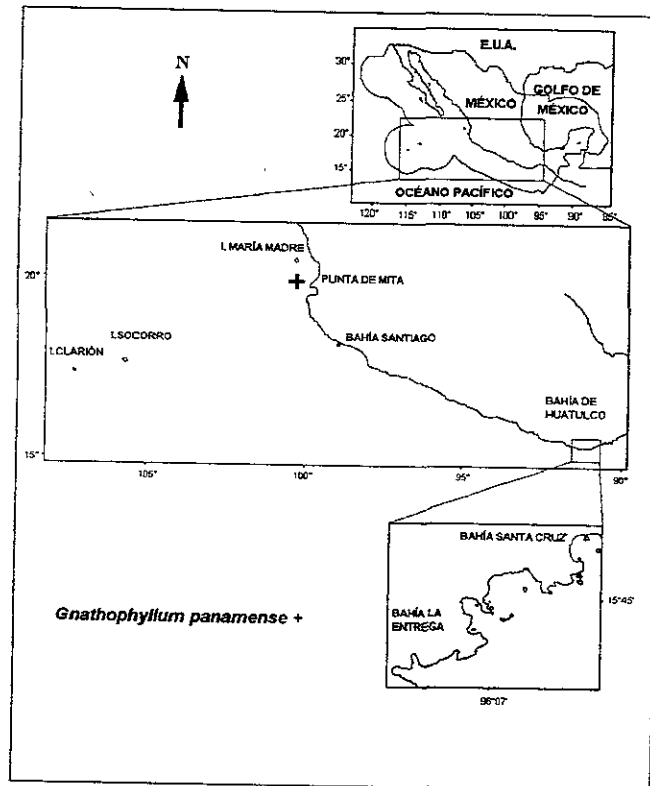 N
E.U.A.
30°
25°
20°
15°
GOLFO DE
MÉXICO
MÉXICO
OCÉANO PACÍFICO
120° 115° 110° 105° 100° 95° 90° 85°
I. MARÍA MADRE
20°
+ PUNTA DE MITA
I.SOCORRO
I.CLARIÓN
BAHÍA SANTIAGO
BAHÍA DE
HUATULCO
15°
105° 100° 95° 90°
BAHÍA SANTA CRUZ
15°45'
BAHÍA LA
ENTREGA
96°07'
Gnathophyllum panamense +